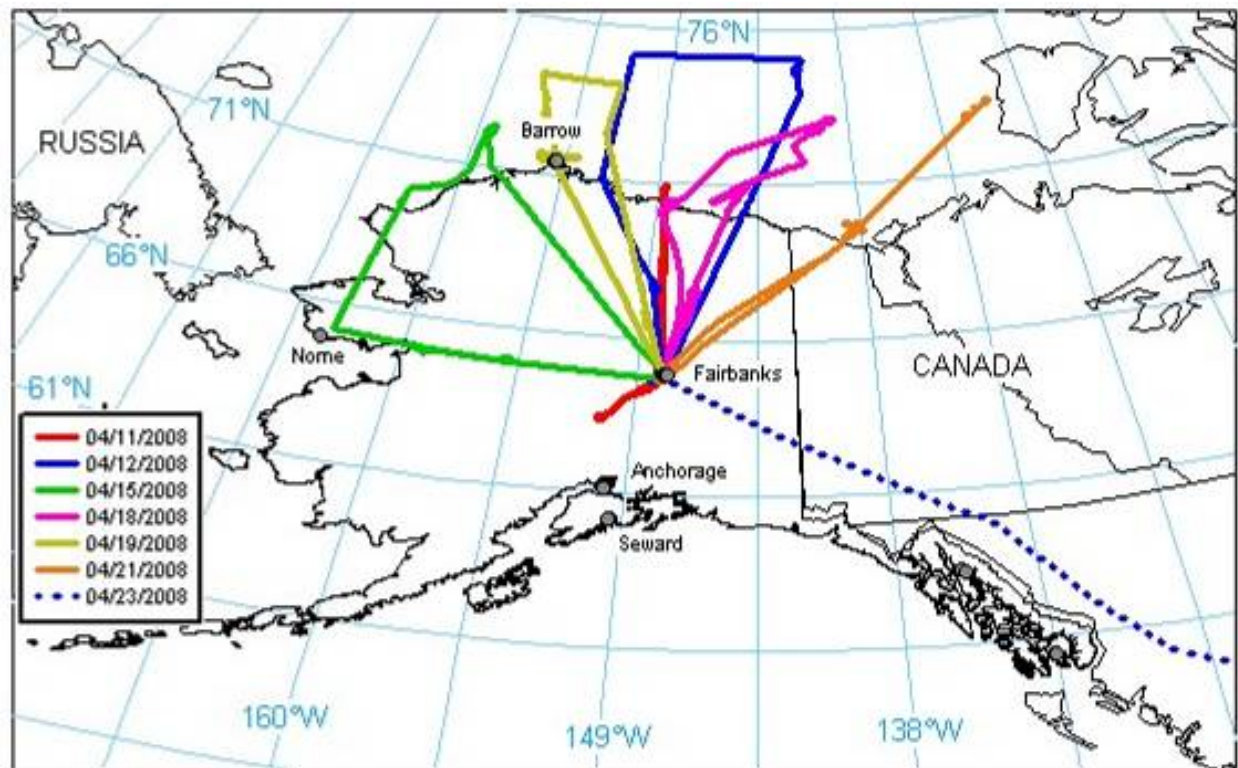 76°N
71°N
Barrow
RUSSIA
66°N
Nome
Fairbanks
CANADA
61°N
04/11/2008
04/12/2008
04/15/2008
04/18/2008
04/19/2008
04/21/2008
04/23/2008
Anchorage
Seward
160°W
149°W
138°W